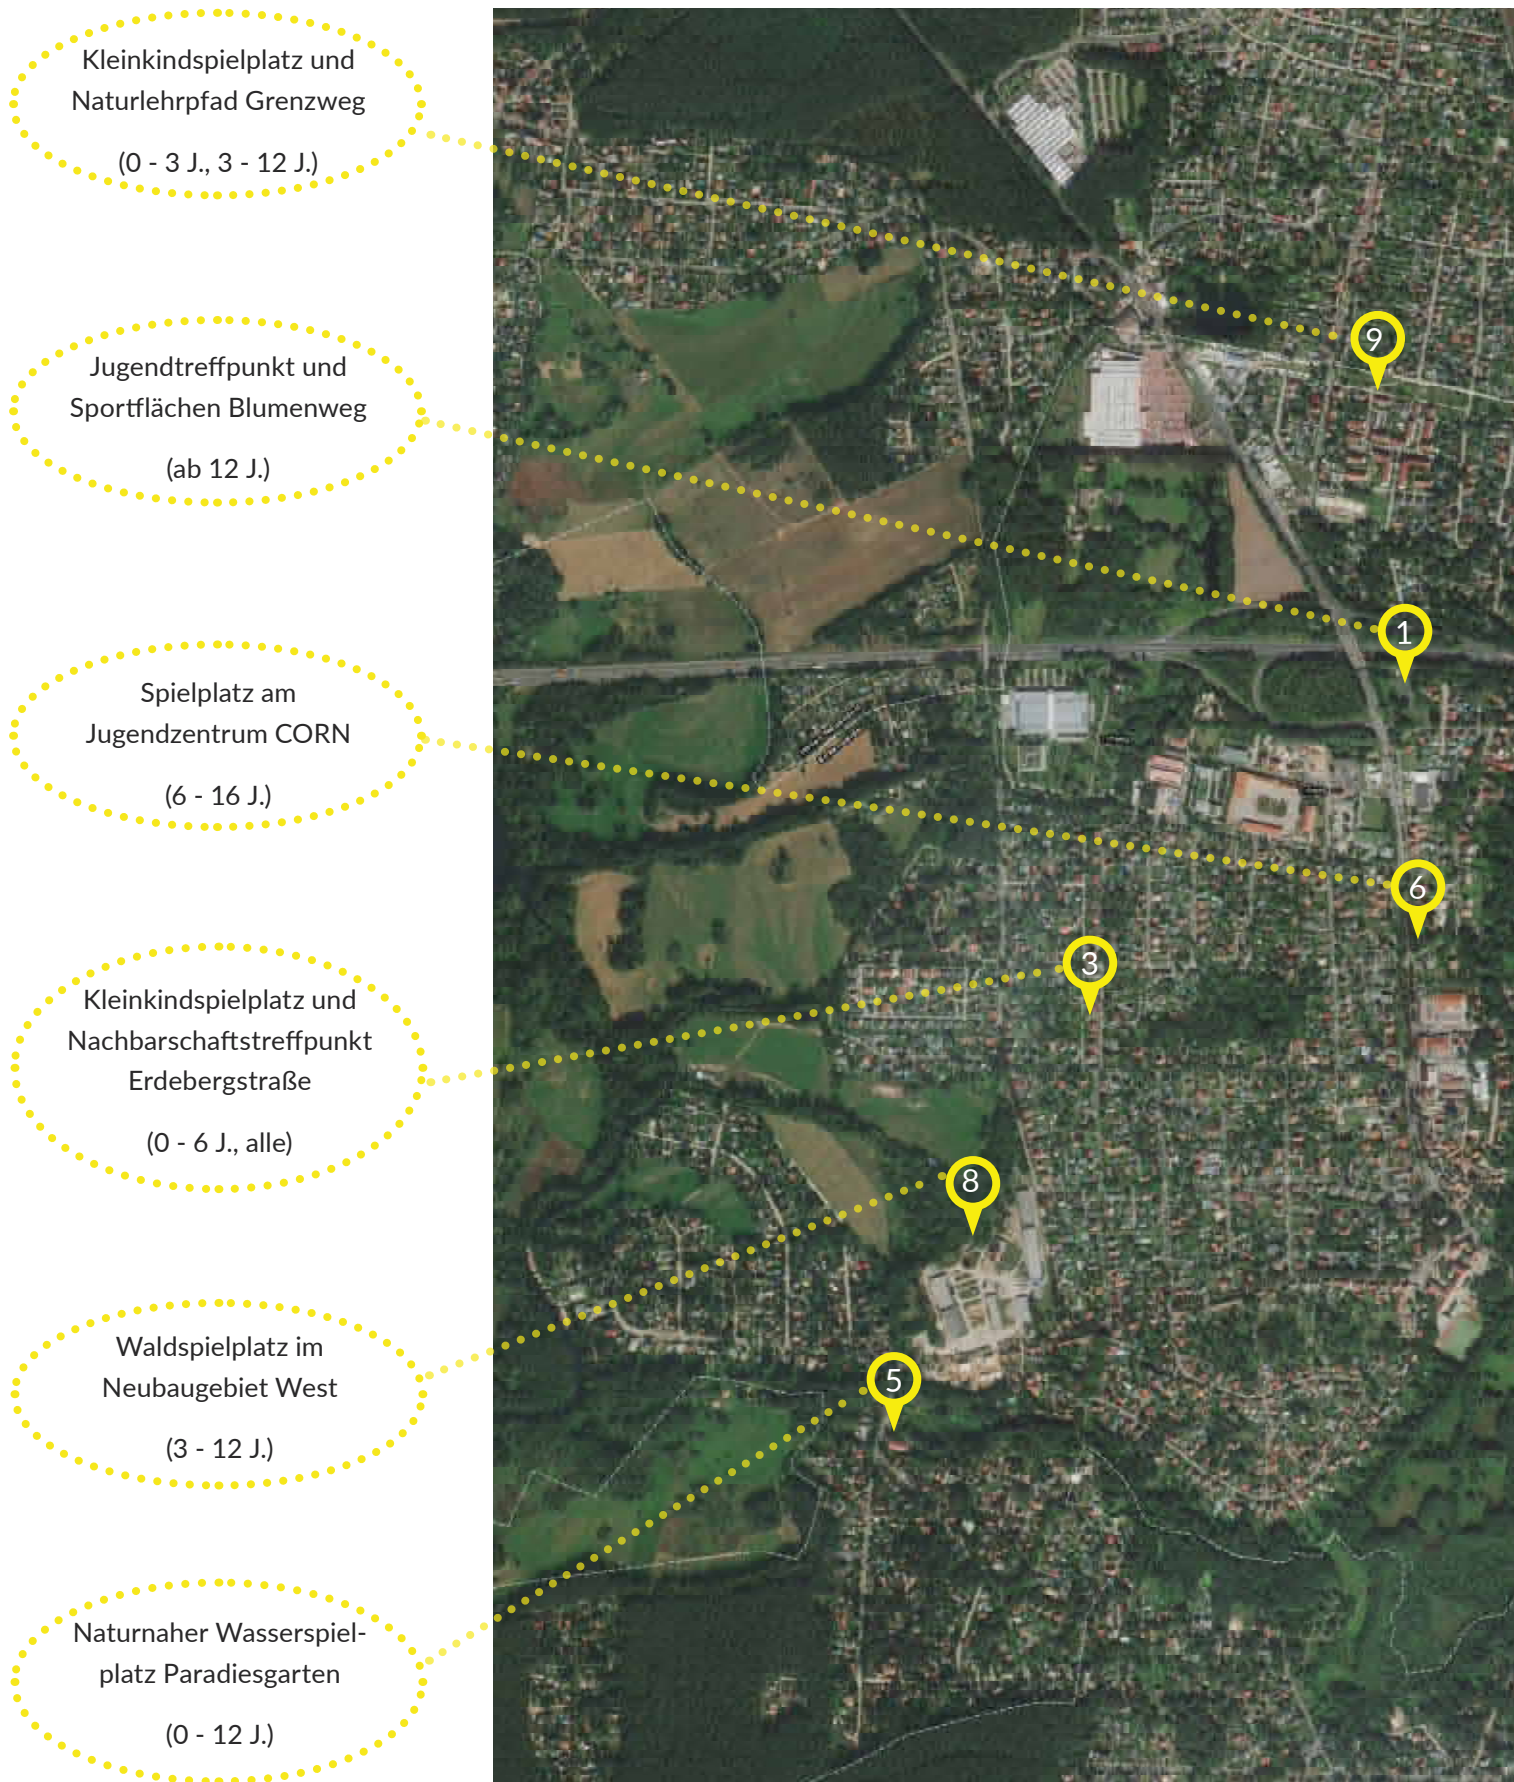 Kleinkindspielplatz und
Naturlehrpfad Grenzweg
(0 - 3 J., 3 - 12 J.)
9
Jugendtreffpunkt und
Sportflächen Blumenweg
(ab 12 J.)
1
Spielplatz am
Jugendzentrum CORN
(6 - 16 J.)
6
Kleinkindspielplatz und
Nachbarschaftstreffpunkt
Erdebergstraße
(0 - 6 J., alle)
3
Waldspielplatz im
Neubaugebiet West
(3 - 12 J.)
8
Naturnaher Wasserspiel-
platz Paradiesgarten
(0 - 12 J.)
5